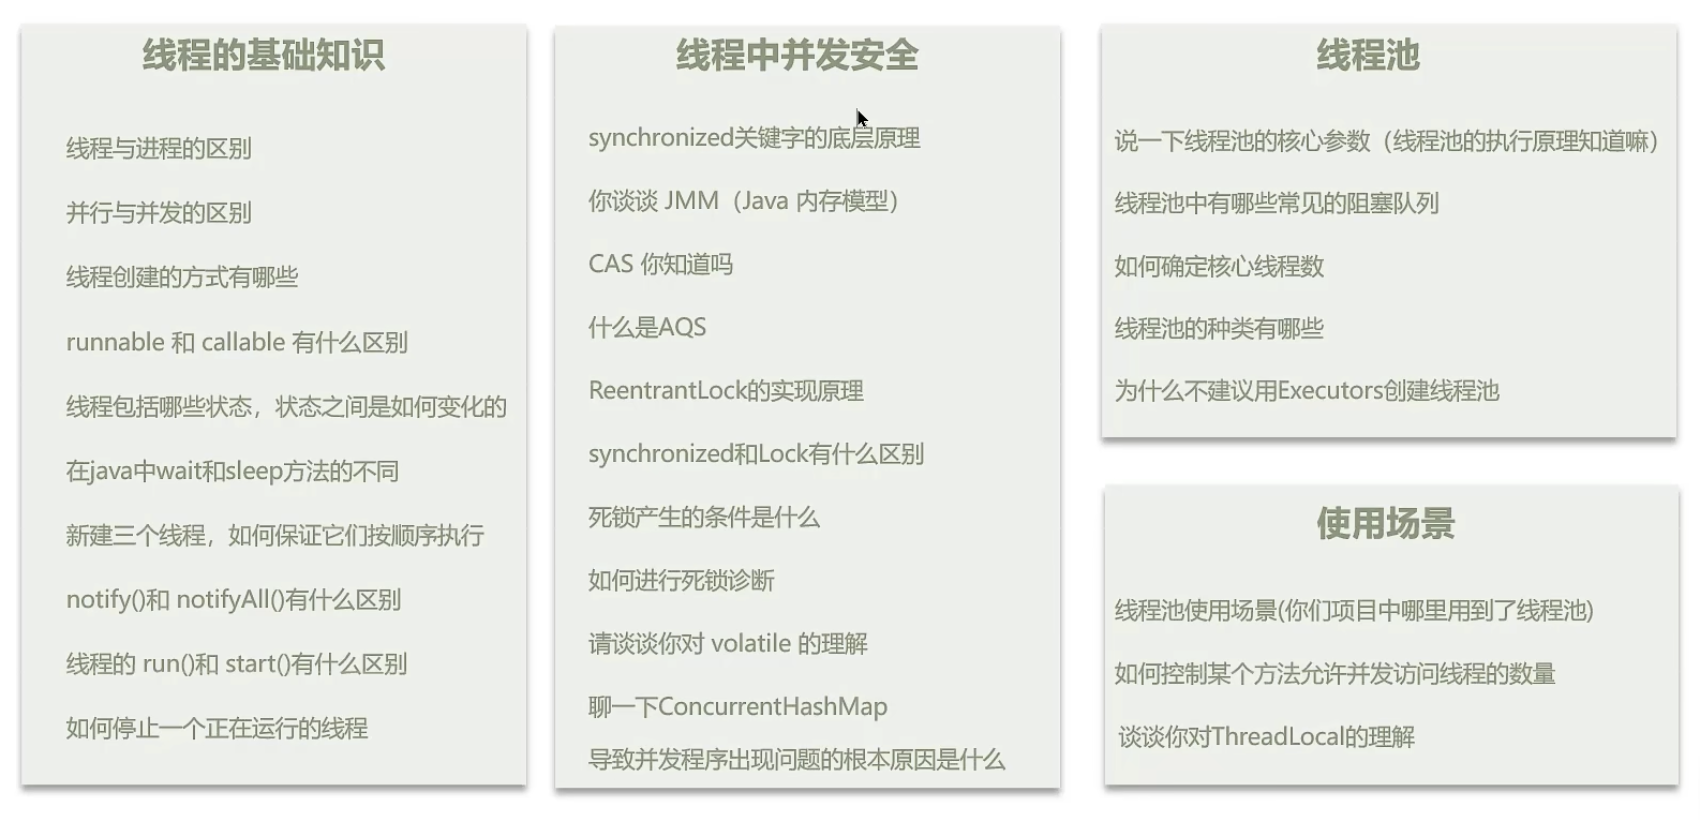 线程的基础知识
线程与进程的区别
并行与并发的区别
线程创建的方式有哪些
runnable 和 callable 有什么区别
线程包括哪些状态，状态之间是如何变化的
在java中wait和sleep方法的不同
新建三个线程，如何保证它们按顺序执行
notify()和 notifyAll()有什么区别
线程的 run()和 start()有什么区别
如何停止一个正在运行的线程
线程中并发安全
synchronized关键字的底层原理
你谈谈 JMM（Java 内存模型）
CAS 你知道吗
什么是AQS
ReentrantLock的实现原理
synchronized和Lock有什么区别
死锁产生的条件是什么
如何进行死锁诊断
请谈谈你对 volatile 的理解
聊一下ConcurrentHashMap
导致并发程序出现问题的根本原因是什么
线程池
说一下线程池的核心参数（线程池的执行原理知道嘛）
线程池中有哪些常见的阻塞队列
如何确定核心线程数
线程池的种类有哪些
为什么不建议用Executors创建线程池
使用场景
线程池使用场景(你们项目中哪里用到了线程池)
如何控制某个方法允许并发访问线程的数量
谈谈你对ThreadLocal的理解